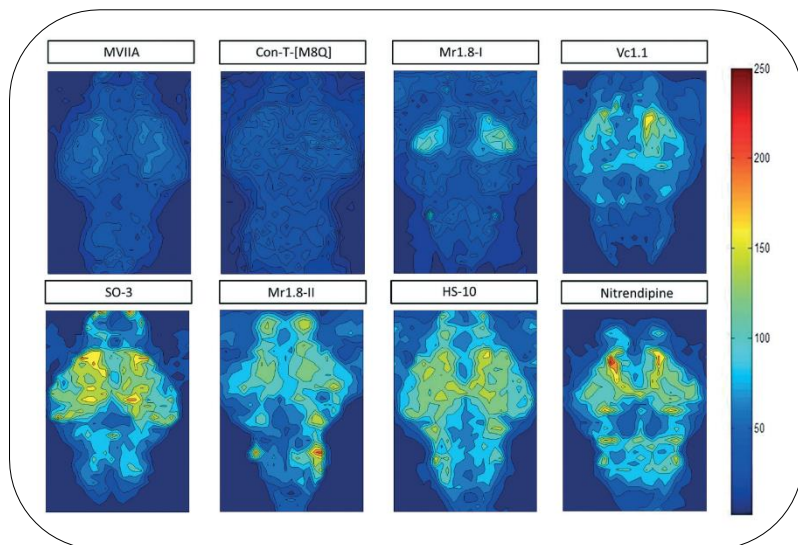 MVIIA
Con-T-[M8Q]
Mr1.8-I
Vc1.1
SO-3
Mr1.8-II
HS-10
Nitrendipine
250
200
150
100
50